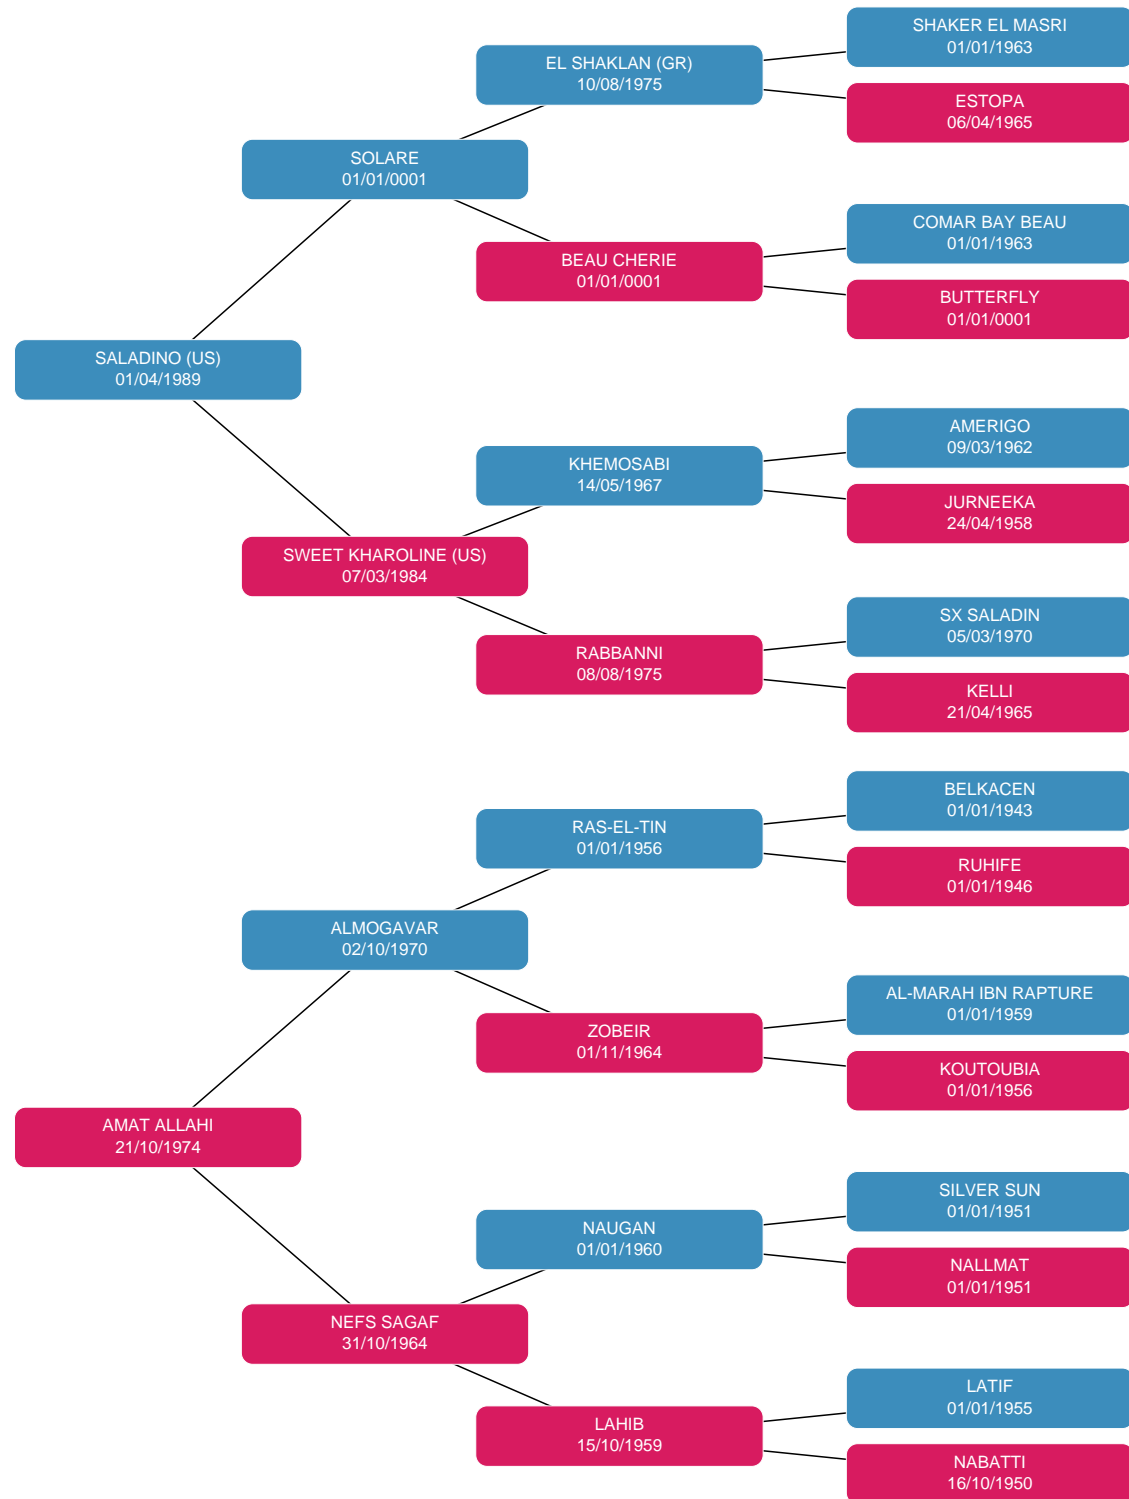 SHAKER EL MASRI
01/01/1963
EL SHAKLAN (GR)
10/08/1975
ESTOPA
06/04/1965
SOLARE
01/01/0001
COMAR BAY BEAU
01/01/1963
BEAU CHERIE
01/01/0001
BUTTERFLY
01/01/0001
SALADINO (US)
01/04/1989
AMERIGO
09/03/1962
KHEMOSABI
14/05/1967
JURNEEKA
24/04/1958
SWEET KHAROLINE (US)
07/03/1984
SX SALADIN
05/03/1970
RABBANNI
08/08/1975
KELLI
21/04/1965
BELKACEN
01/01/1943
RAS-EL-TIN
01/01/1956
RUHIFE
01/01/1946
ALMOGAVAR
02/10/1970
AL-MARAH IBN RAPTURE
01/01/1959
ZOBEIR
01/11/1964
KOUTOUBIA
01/01/1956
AMAT ALLAHI
21/10/1974
SILVER SUN
01/01/1951
NAUGAN
01/01/1960
NALLMAT
01/01/1951
NEFS SAGAF
31/10/1964
LATIF
01/01/1955
LAHIB
15/10/1959
NABATTI
16/10/1950